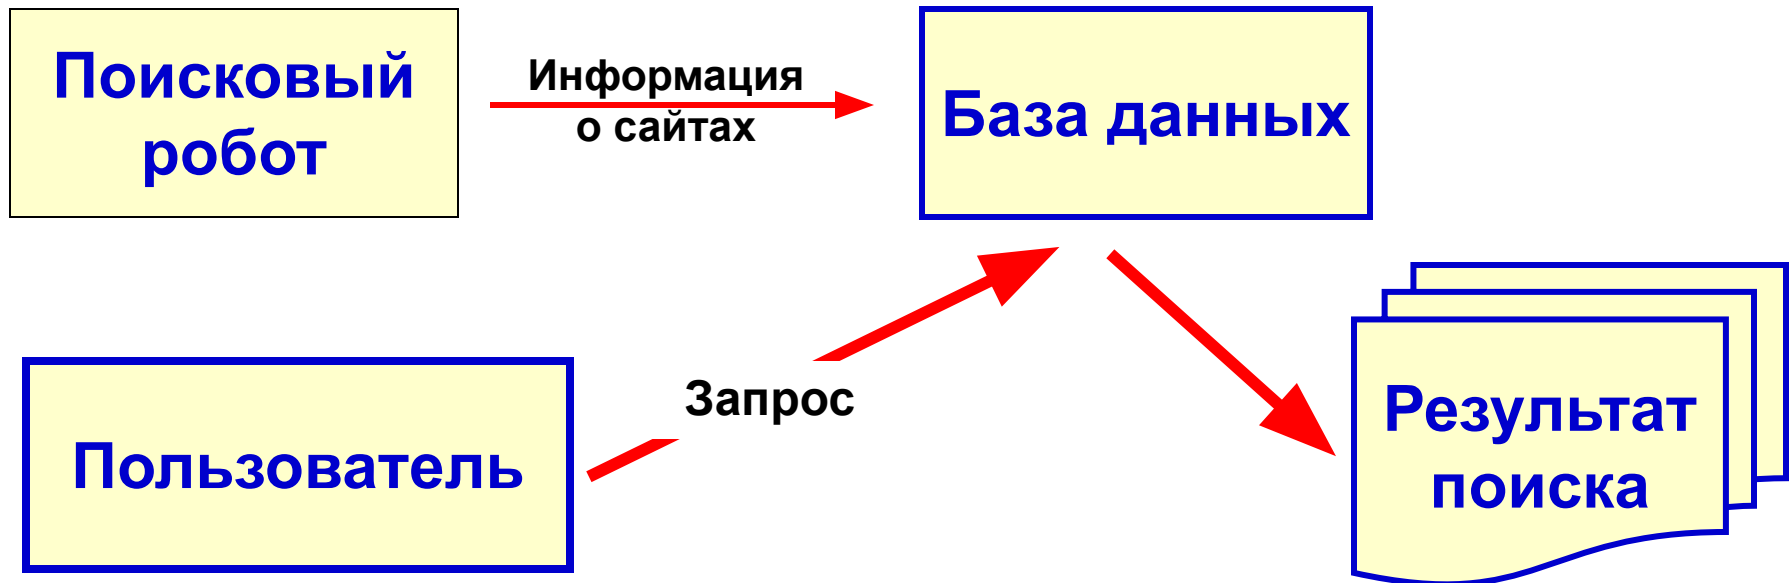 Поисковый
робот
Информация
о сайтах
База данных
Пользователь
Запрос
Результат
поиска